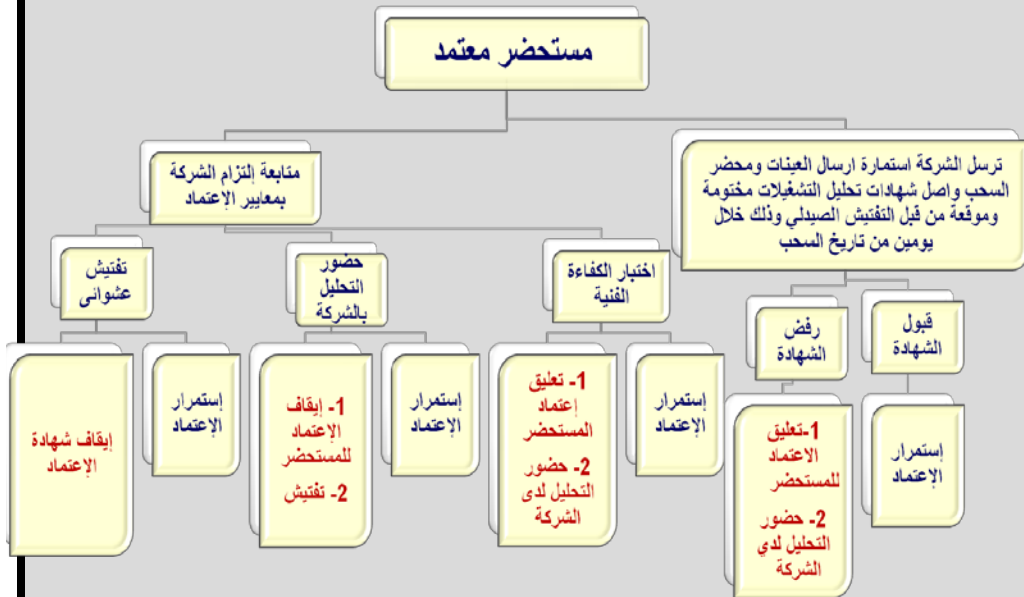 مستحضر معتمد
ترسل الشركة استمارة ارسال العينات ومحضر
السحب واصل شهادات تحليل التشغيلات مختومة
وموقعة من قبل التفتيش الصيدلي وذلك خلال
يومين من تاريخ السحب
متابعة إلتزام الشركة
بمعايير الإعتماد
قبول
الشهادة
رفض
الشهادة
اختبار الكفاءة
الفنية
حضور
التحليل
بالشركة
تفتيش
عشوائى
إستمرار
الإعتماد
1-تعليق
الاعتماد
للمستحضر
2- حضور
التحليل لدي
الشركة
إستمرار
الإعتماد
1- تعليق
إعتماد
المستحضر
2- حضور
التحليل لدى
الشركة
إستمرار
الإعتماد
1- إيقاف
الاعتماد
للمستحضر
2- تفتيش
إستمرار
الإعتماد
إيقاف شهادة
الإعتماد